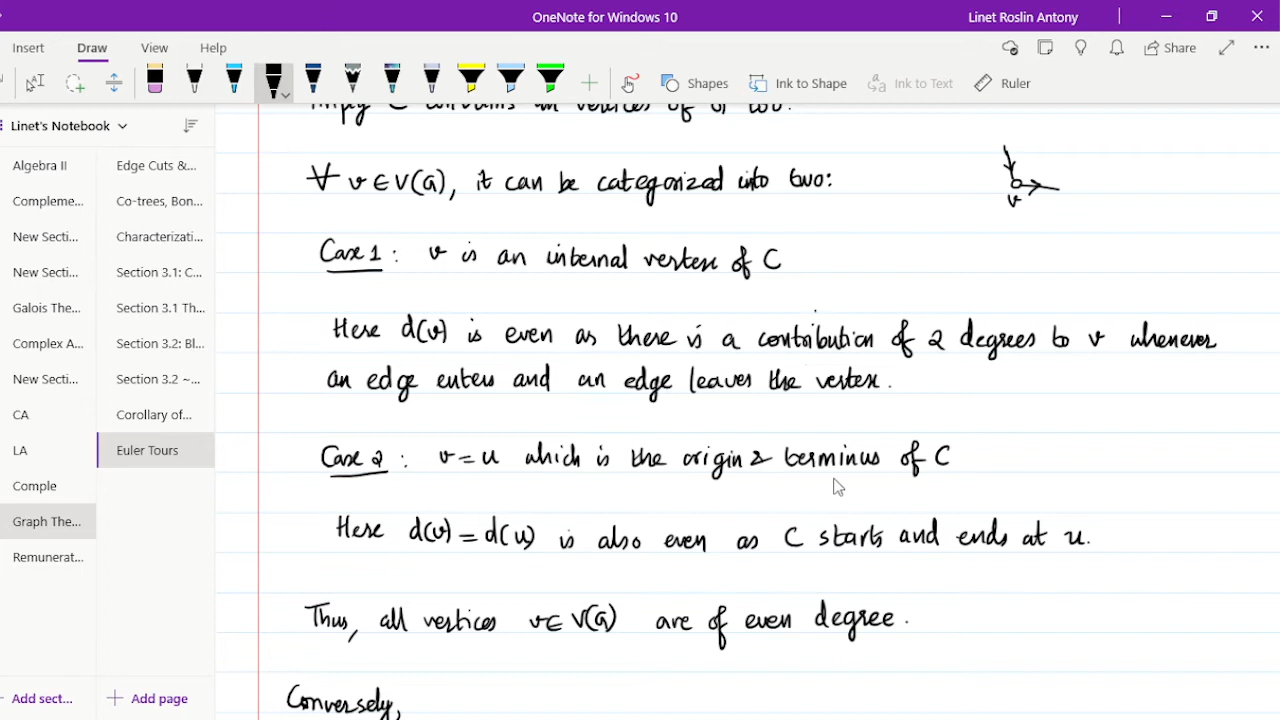 OneNote for Windows 10
Linet Roslin Antony
Insert
Draw
View
Help
Share
Shapes
Ink to Shape
Ink to Text
Ruler
Linet's Notebook
Algebra II
Compleme...
New Secti...
New Secti...
Galois The...
Complex A...
New Secti...
CA
LA
Comple
Graph The...
Remunerat...
Add sect...
Edge Cuts &...
Co-trees, Bon...
Characterizati...
Section 3.1: C...
Section 3.1 Th...
Section 3.2: Bl...
Section 3.2 ~...
Corollary of...
Euler Tours
Add page
vertices of G, too.
∀ v ∈ V(G), it can be categorized into two:
v
Case 1 : v is an internal vertex of C
Here d(v) is even as there is a contribution of 2 degrees to v whenever
an edge enters and an edge leaves the vertex.
Case 2 : v = u which is the origin & terminus of C
Here d(v) = d(u) is also even as C starts and ends at u.
Thus, all vertices v ∈ V(G) are of even degree.
Conversely,